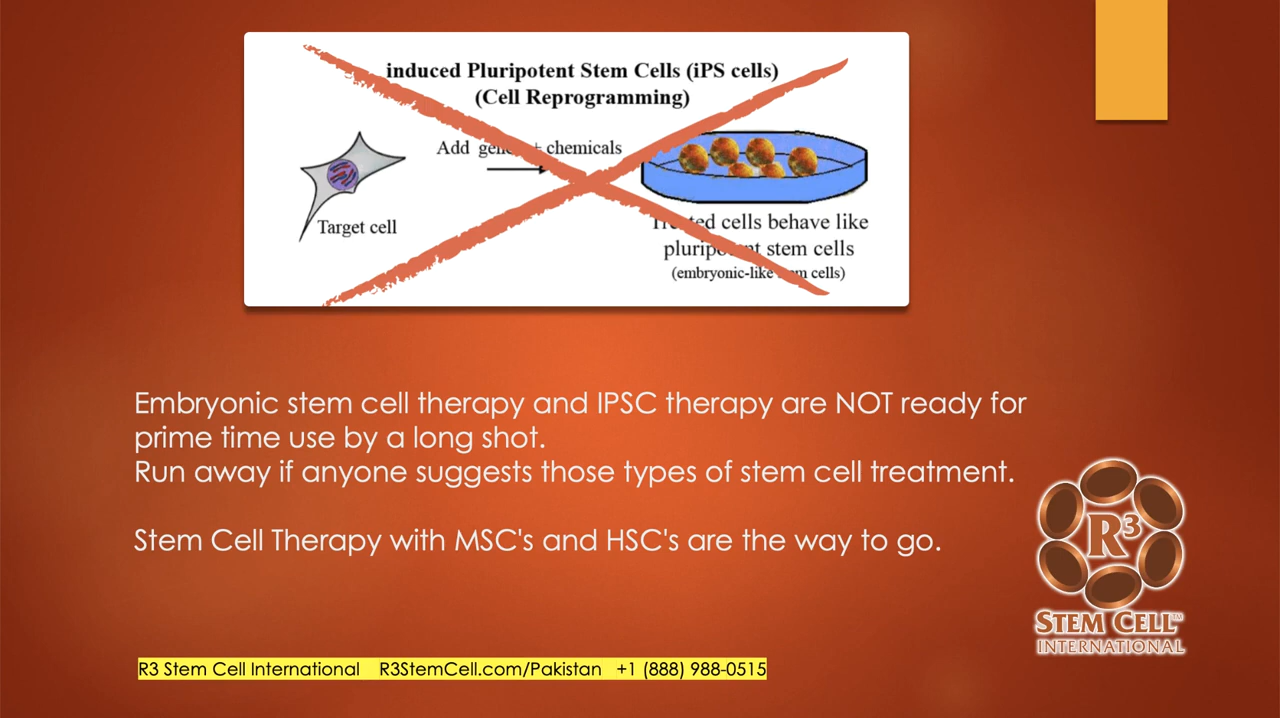 induced Pluripotent Stem Cells (iPS cells)
(Cell Reprogramming)
Add + chemicals
Target cell
cells behave like
stem cells
(embryonic-like cells)
Embryonic stem cell therapy and IPSC therapy are NOT ready for
prime time use by a long shot.
Run away if anyone suggests those types of stem cell treatment.
Stem Cell Therapy with MSC's and HSC's are the way to go.
R³
STEM CELL™
INTERNATIONAL
R3 Stem Cell International R3StemCell.com/Pakistan +1 (888) 988-0515